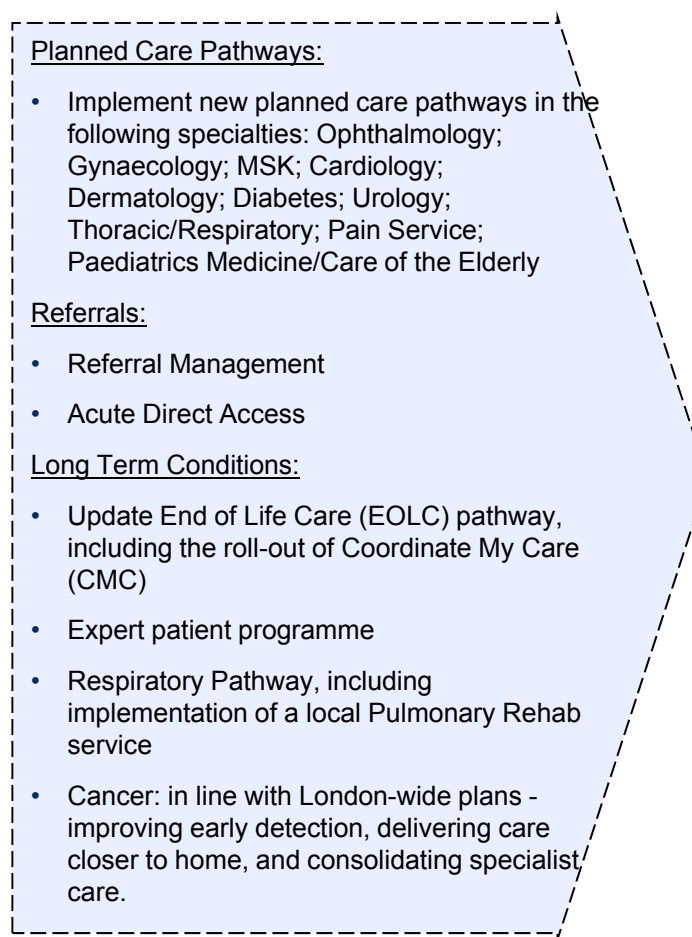 Planned Care Pathways:
• Implement new planned care pathways in the
following specialties: Ophthalmology;
Gynaecology; MSK; Cardiology;
Dermatology; Diabetes; Urology;
Thoracic/Respiratory; Pain Service;
Paediatrics Medicine/Care of the Elderly
Referrals:
• Referral Management
• Acute Direct Access
Long Term Conditions:
• Update End of Life Care (EOLC) pathway,
including the roll-out of Coordinate My Care
(CMC)
• Expert patient programme
• Respiratory Pathway, including
implementation of a local Pulmonary Rehab
service
• Cancer: in line with London-wide plans -
improving early detection, delivering care
closer to home, and consolidating specialist
care.